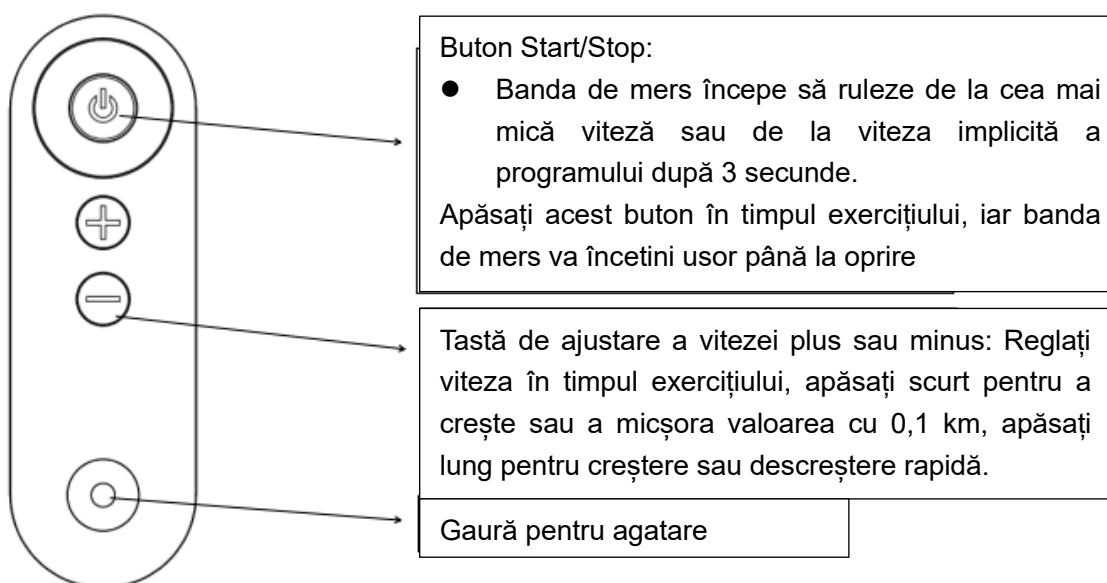 Buton Start/Stop:
● Banda de mers începe să ruleze de la cea mai
mică viteză sau de la viteza implicită a
programului după 3 secunde.
Apăsați acest buton în timpul exercițiului, iar banda
de mers va încetini usor până la oprire
Tastă de ajustare a vitezei plus sau minus: Reglați
viteza în timpul exercițiului, apăsați scurt pentru a
crește sau a micșora valoarea cu 0,1 km, apăsați
lung pentru creștere sau descreștere rapidă.
Gaură pentru agatare